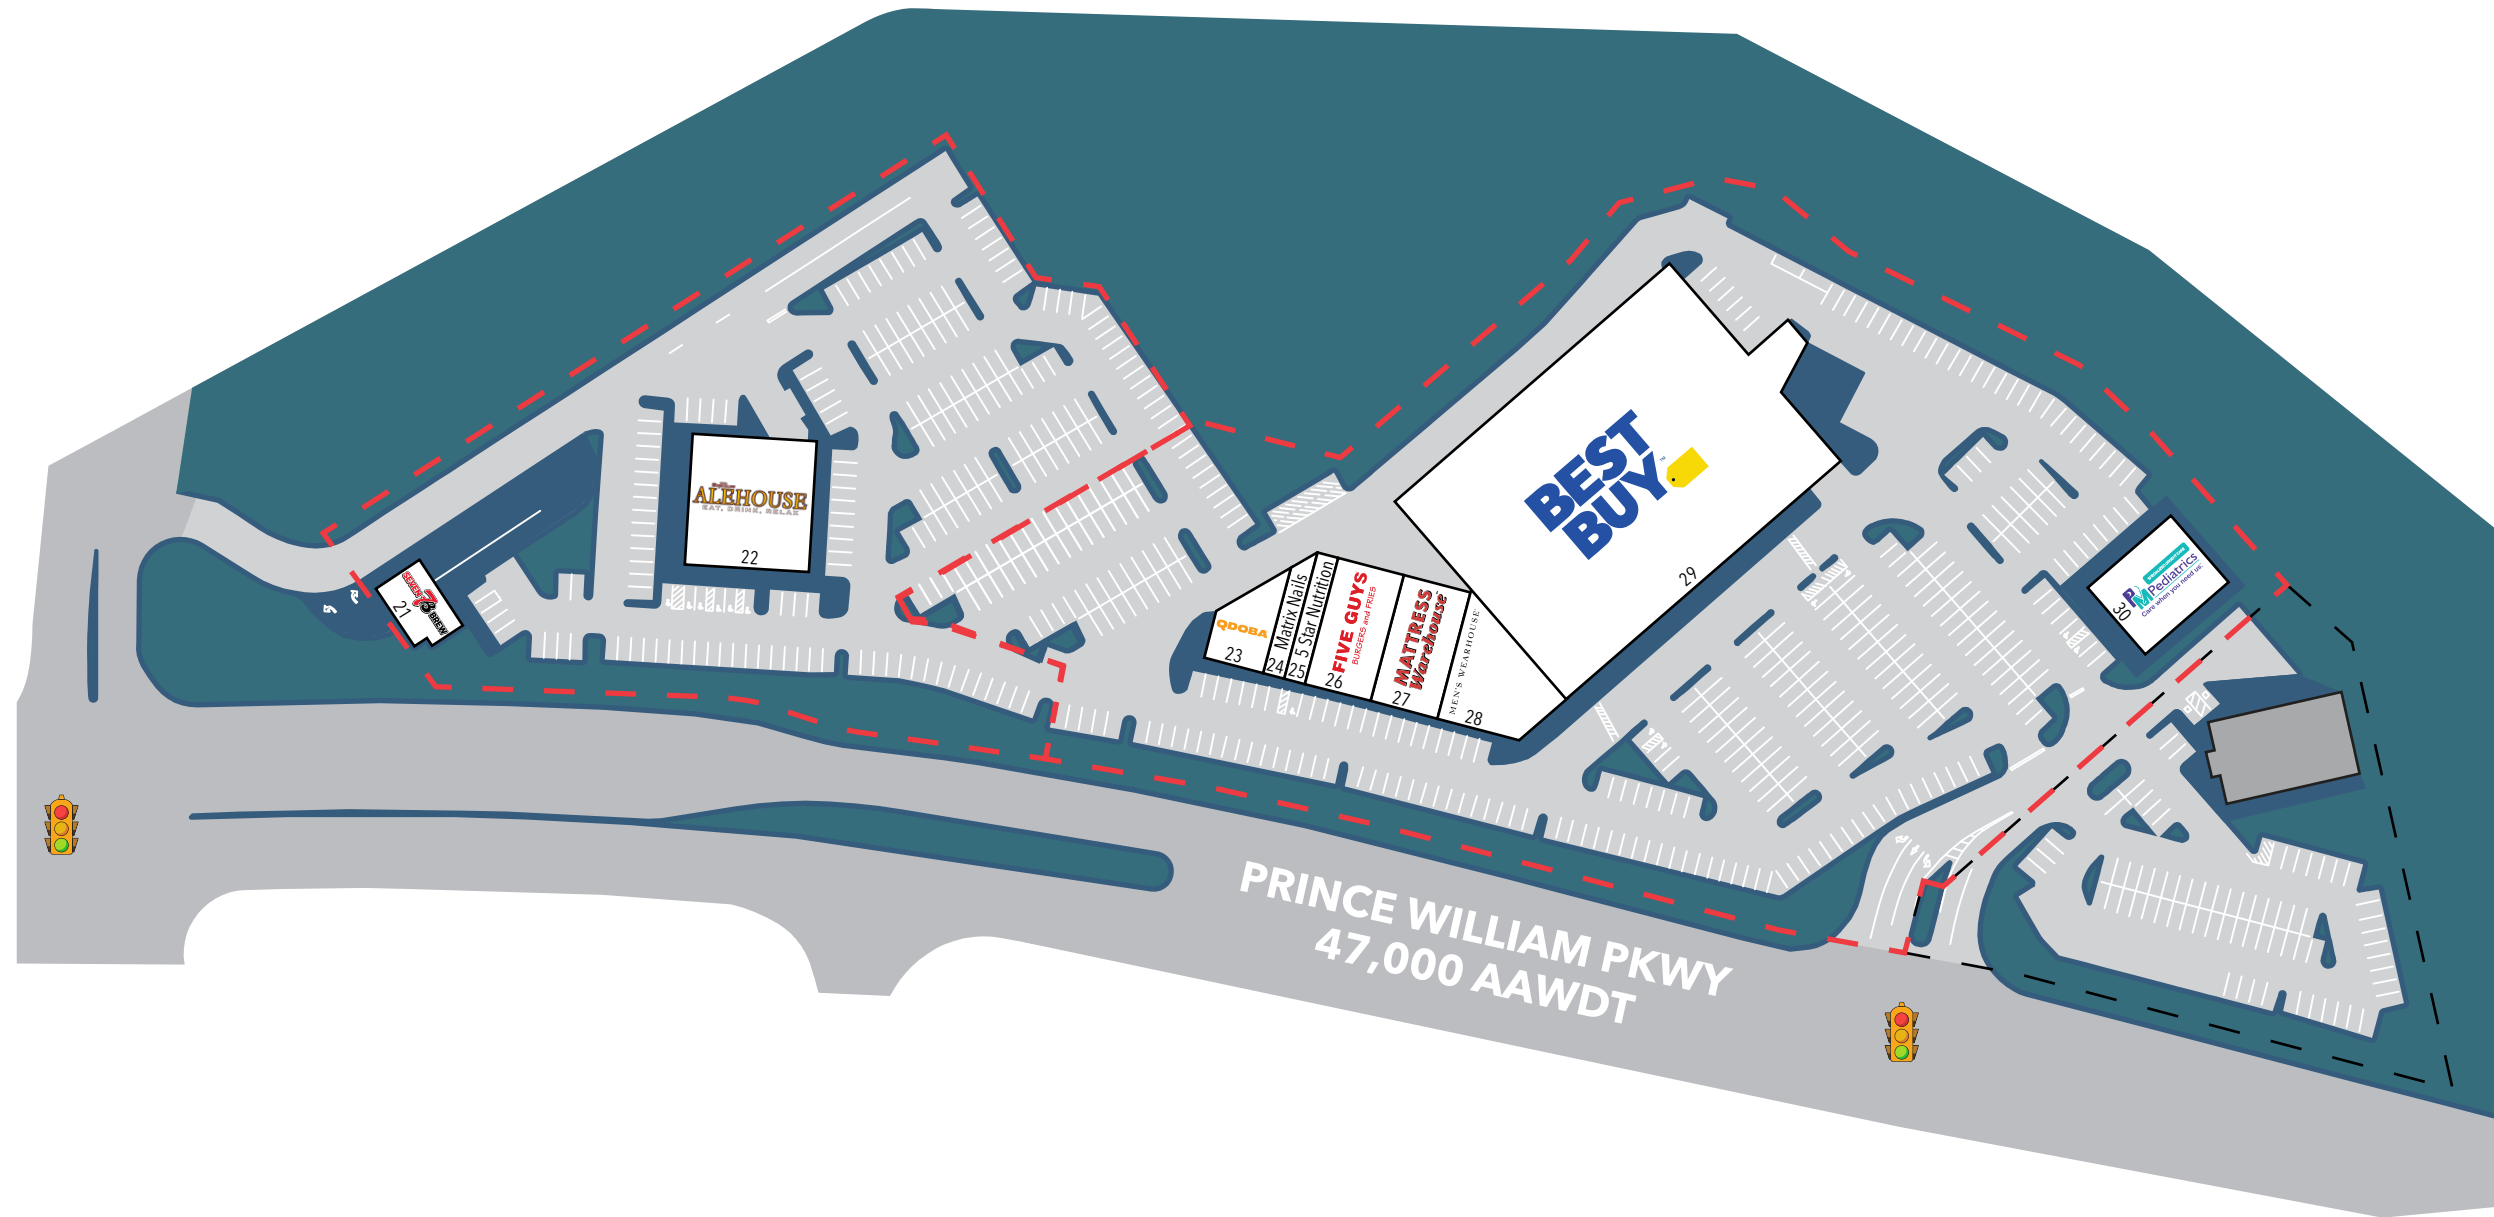 SEVEN
7
BREW
21
ALEHOUSE
EAT, DRINK, RELAX
22
QDOBA
23
Matrix Nails
24
5 Star Nutrition
25
FIVE GUYS
BURGERS and FRIES
26
MATTRESS
Warehouse
27
MEN'S WEARHOUSE
28
BEST
BUY™
29
PM
Pediatrics
Care when you need us.
30
PRINCE WILLIAM PKWY
47,000 AAWDT